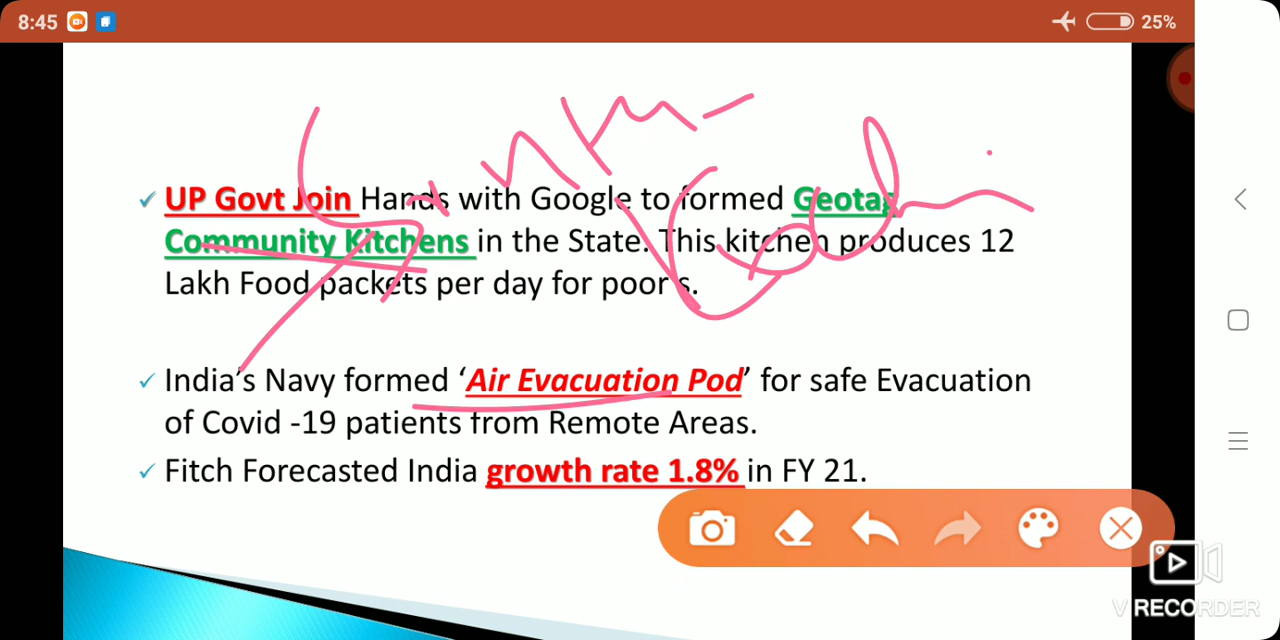 8:45 25%
UP Govt Join Hands with Google to formed Geotag
Community Kitchens in the State. This kitchen produces 12
Lakh Food packets per day for poor's.
India's Navy formed ‘Air Evacuation Pod’ for safe Evacuation
of Covid -19 patients from Remote Areas.
Fitch Forecasted India growth rate 1.8% in FY 21.
V RECORDER